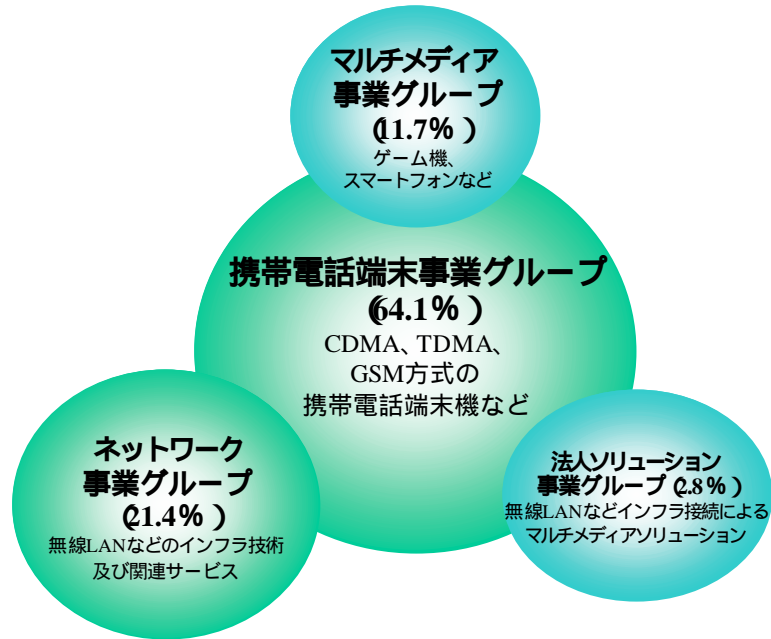 マルチメディア
事業グループ
(11.7%)
ゲーム機、
スマートフォンなど
携帯電話端末事業グループ
(64.1%)
CDMA、TDMA、
GSM方式の
携帯電話端末機など
ネットワーク
事業グループ
(21.4%)
無線LANなどのインフラ技術
及び関連サービス
法人ソリューション
事業グループ(2.8%)
無線LANなどインフラ接続による
マルチメディアソリューション